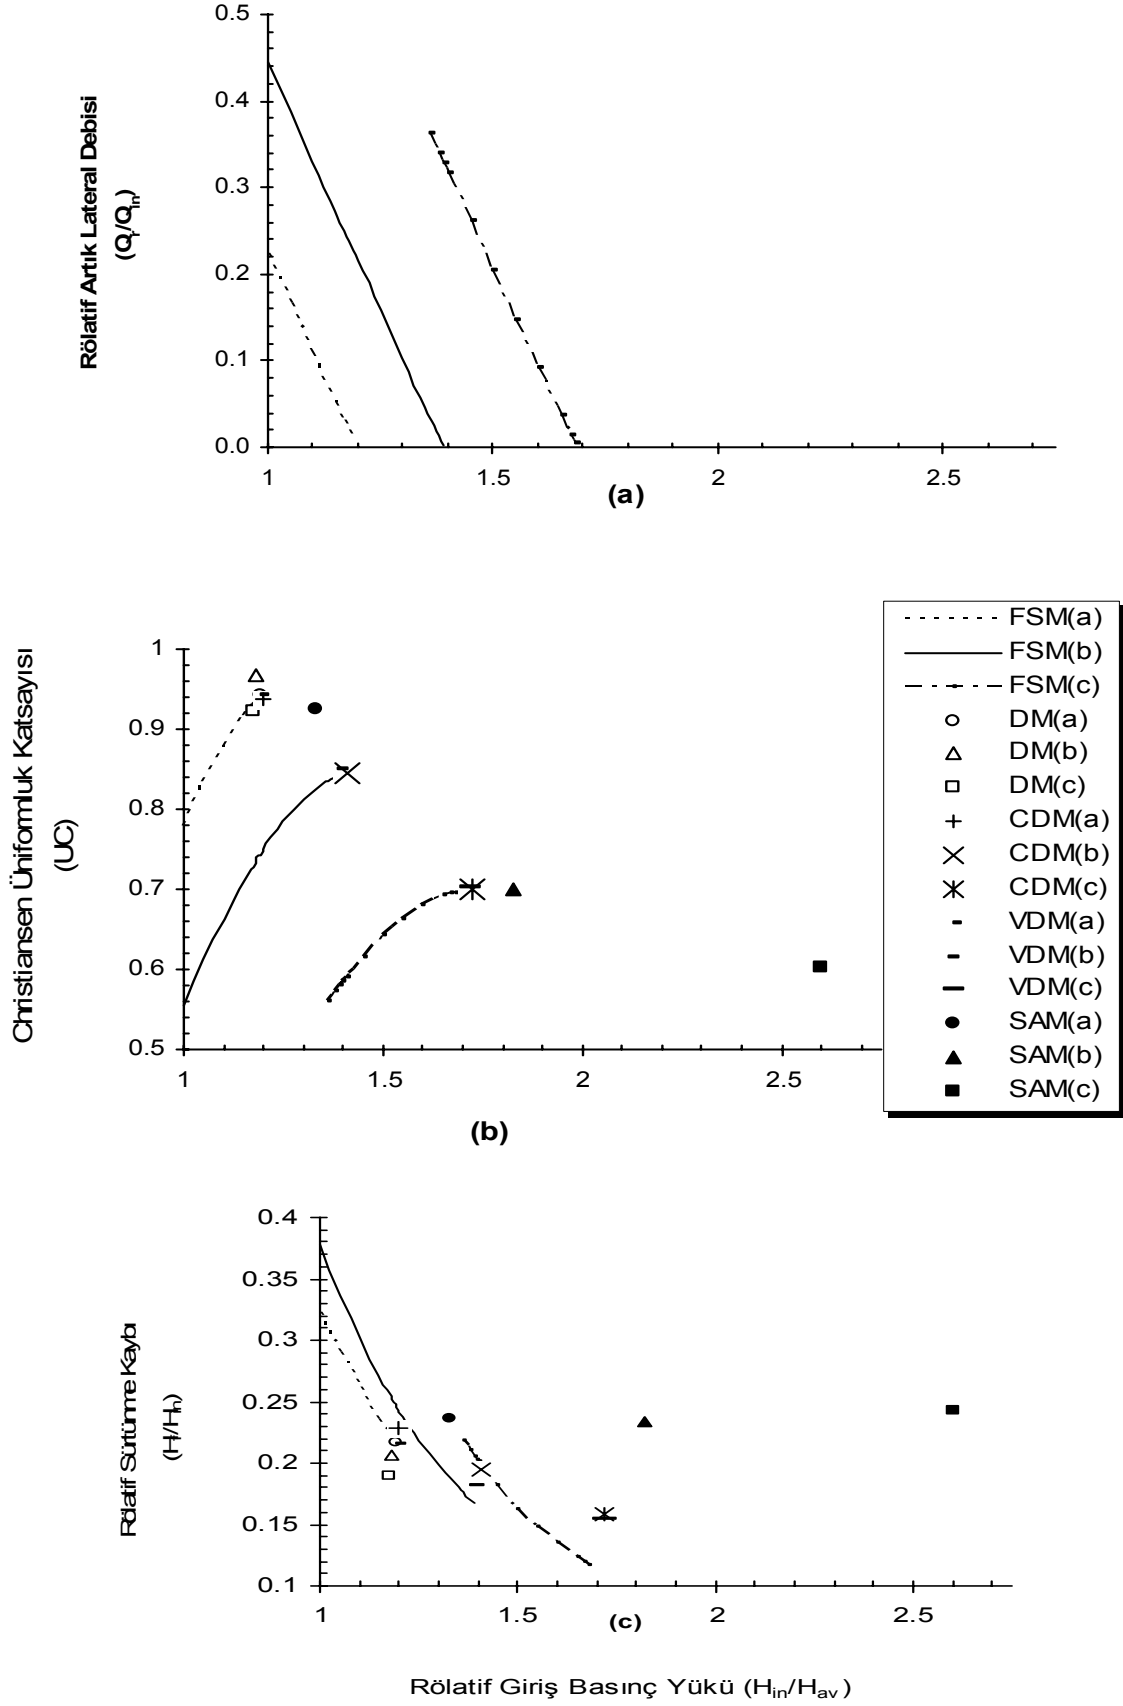 0.5
0.4
0.3
0.2
0.1
0.0
Rölatif Artık Lateral Debisi
(Qr/Qin)
1 1.5 2 2.5
(a)
1
0.9
0.8
0.7
0.6
0.5
Christiansen Üniformluk Katsayısı
(UC)
1 1.5 2 2.5
(b)
FSM(a)
FSM(b)
FSM(c)
DM(a)
DM(b)
DM(c)
CDM(a)
CDM(b)
CDM(c)
VDM(a)
VDM(b)
VDM(c)
SAM(a)
SAM(b)
SAM(c)
0.4
0.35
0.3
0.25
0.2
0.15
0.1
Rölatif Sürtünme Kaybı
(Hf/Hin)
1 1.5 2 2.5
(c)
Rölatif Giriş Basınç Yükü (Hin/Hav)